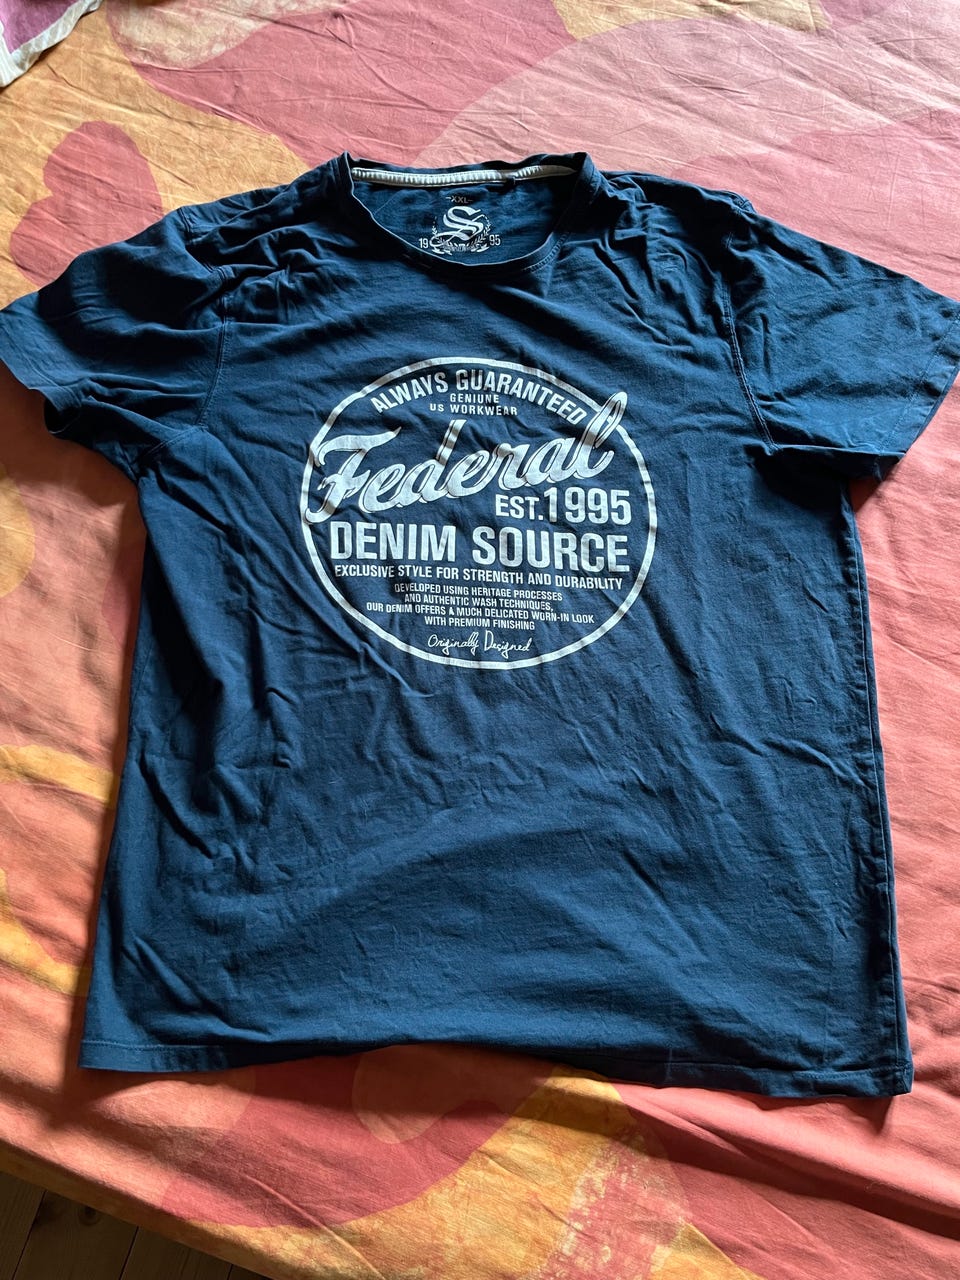 -XXL-
S
19 95
ALWAYS GUARANTEED
GENIUNE
US WORKWEAR
Federal
EST.1995
DENIM SOURCE
EXCLUSIVE STYLE FOR STRENGTH AND DURABILITY
DEVELOPED USING HERITAGE PROCESSES
AND AUTHENTIC WASH TECHNIQUES,
OUR DENIM OFFERS A MUCH DELICATED WORN-IN LOOK
WITH PREMIUM FINISHING
Originally Designed